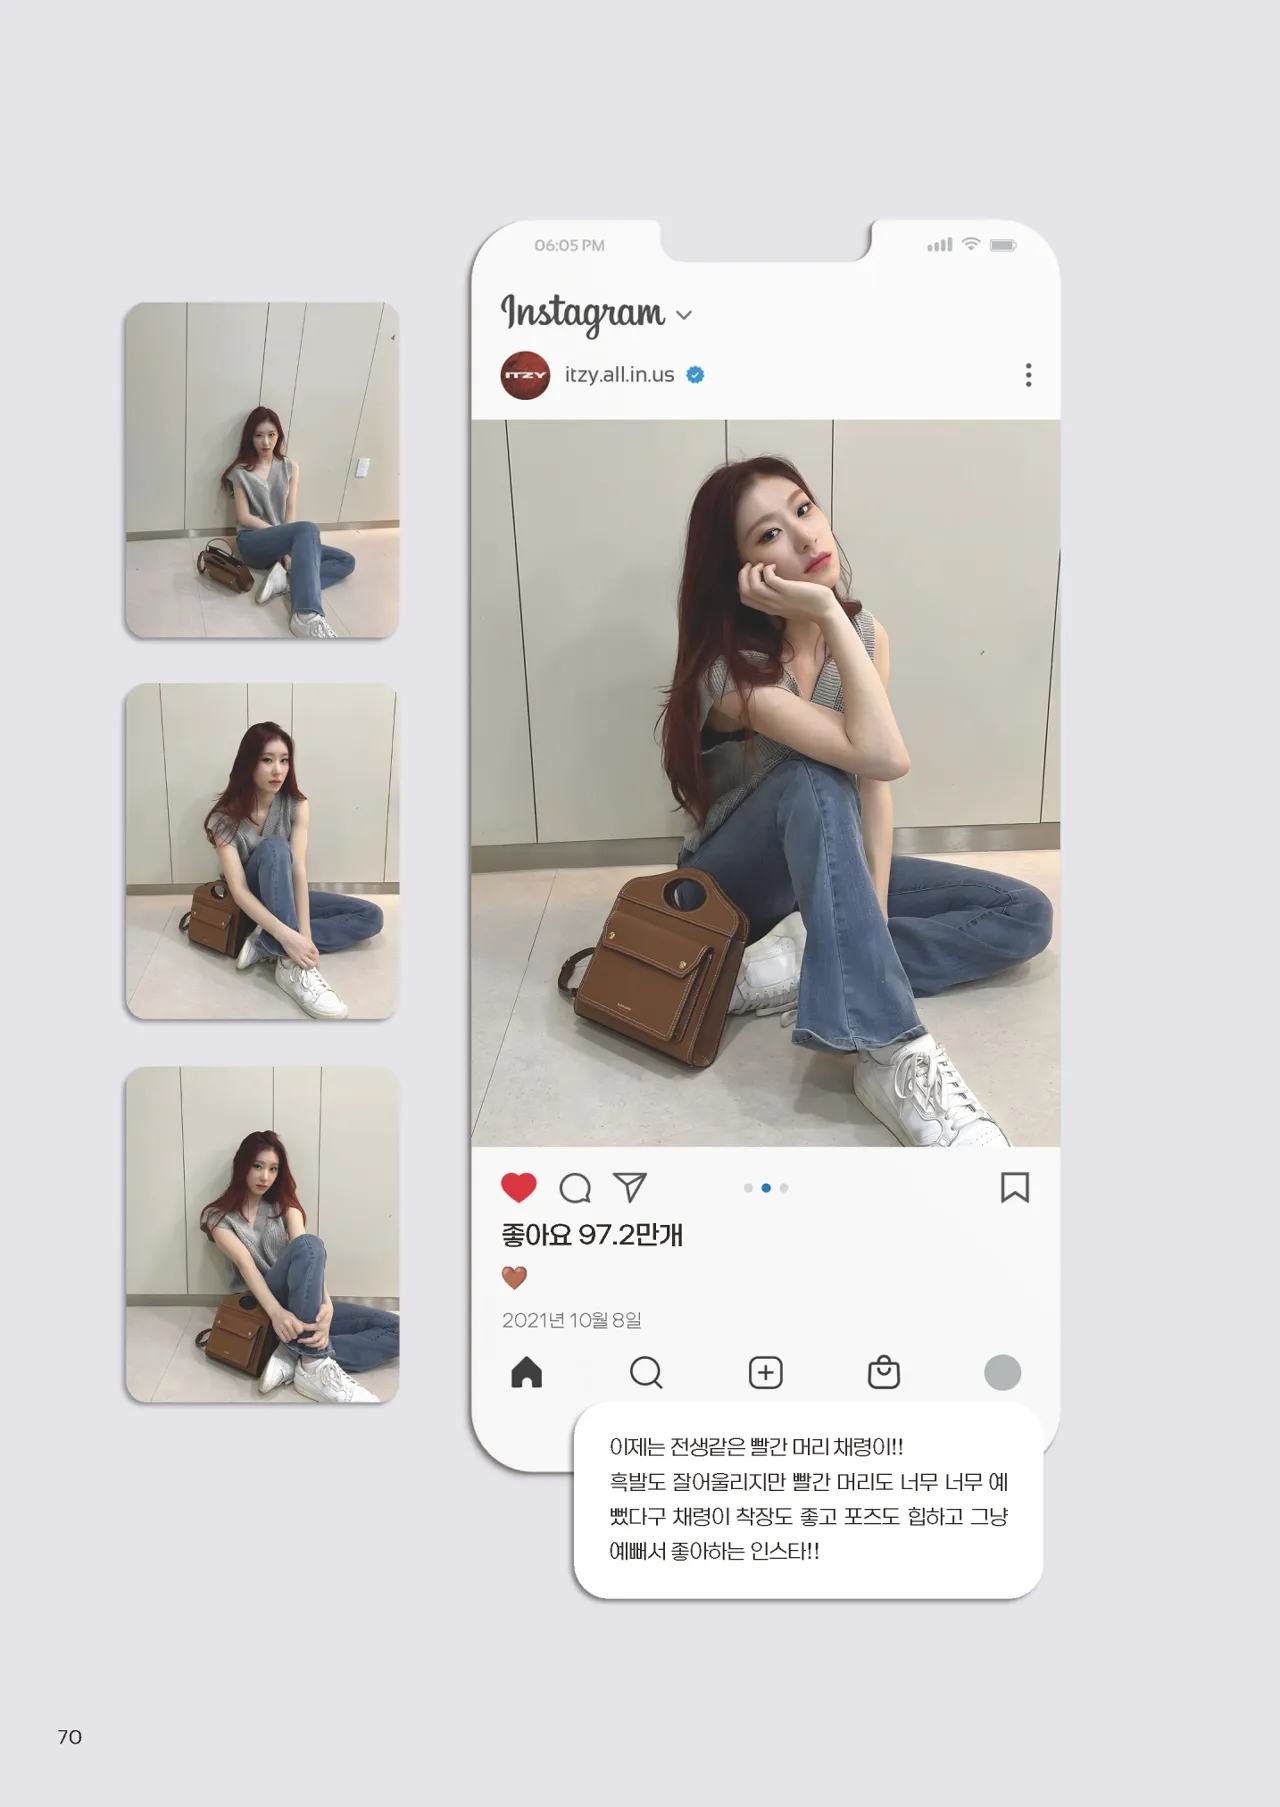 06:05 PM
Instagram
ITZY
itzy.all.in.us
좋아요 97.2만개
2021년 10월 8일
이제는 전생같은 빨간 머리 채령이!!
흑발도 잘어울리지만 빨간 머리도 너무 너무 예
뻤다구 채령이 착장도 좋고 포즈도 힙하고 그냥
예뻐서 좋아하는 인스타!!
70